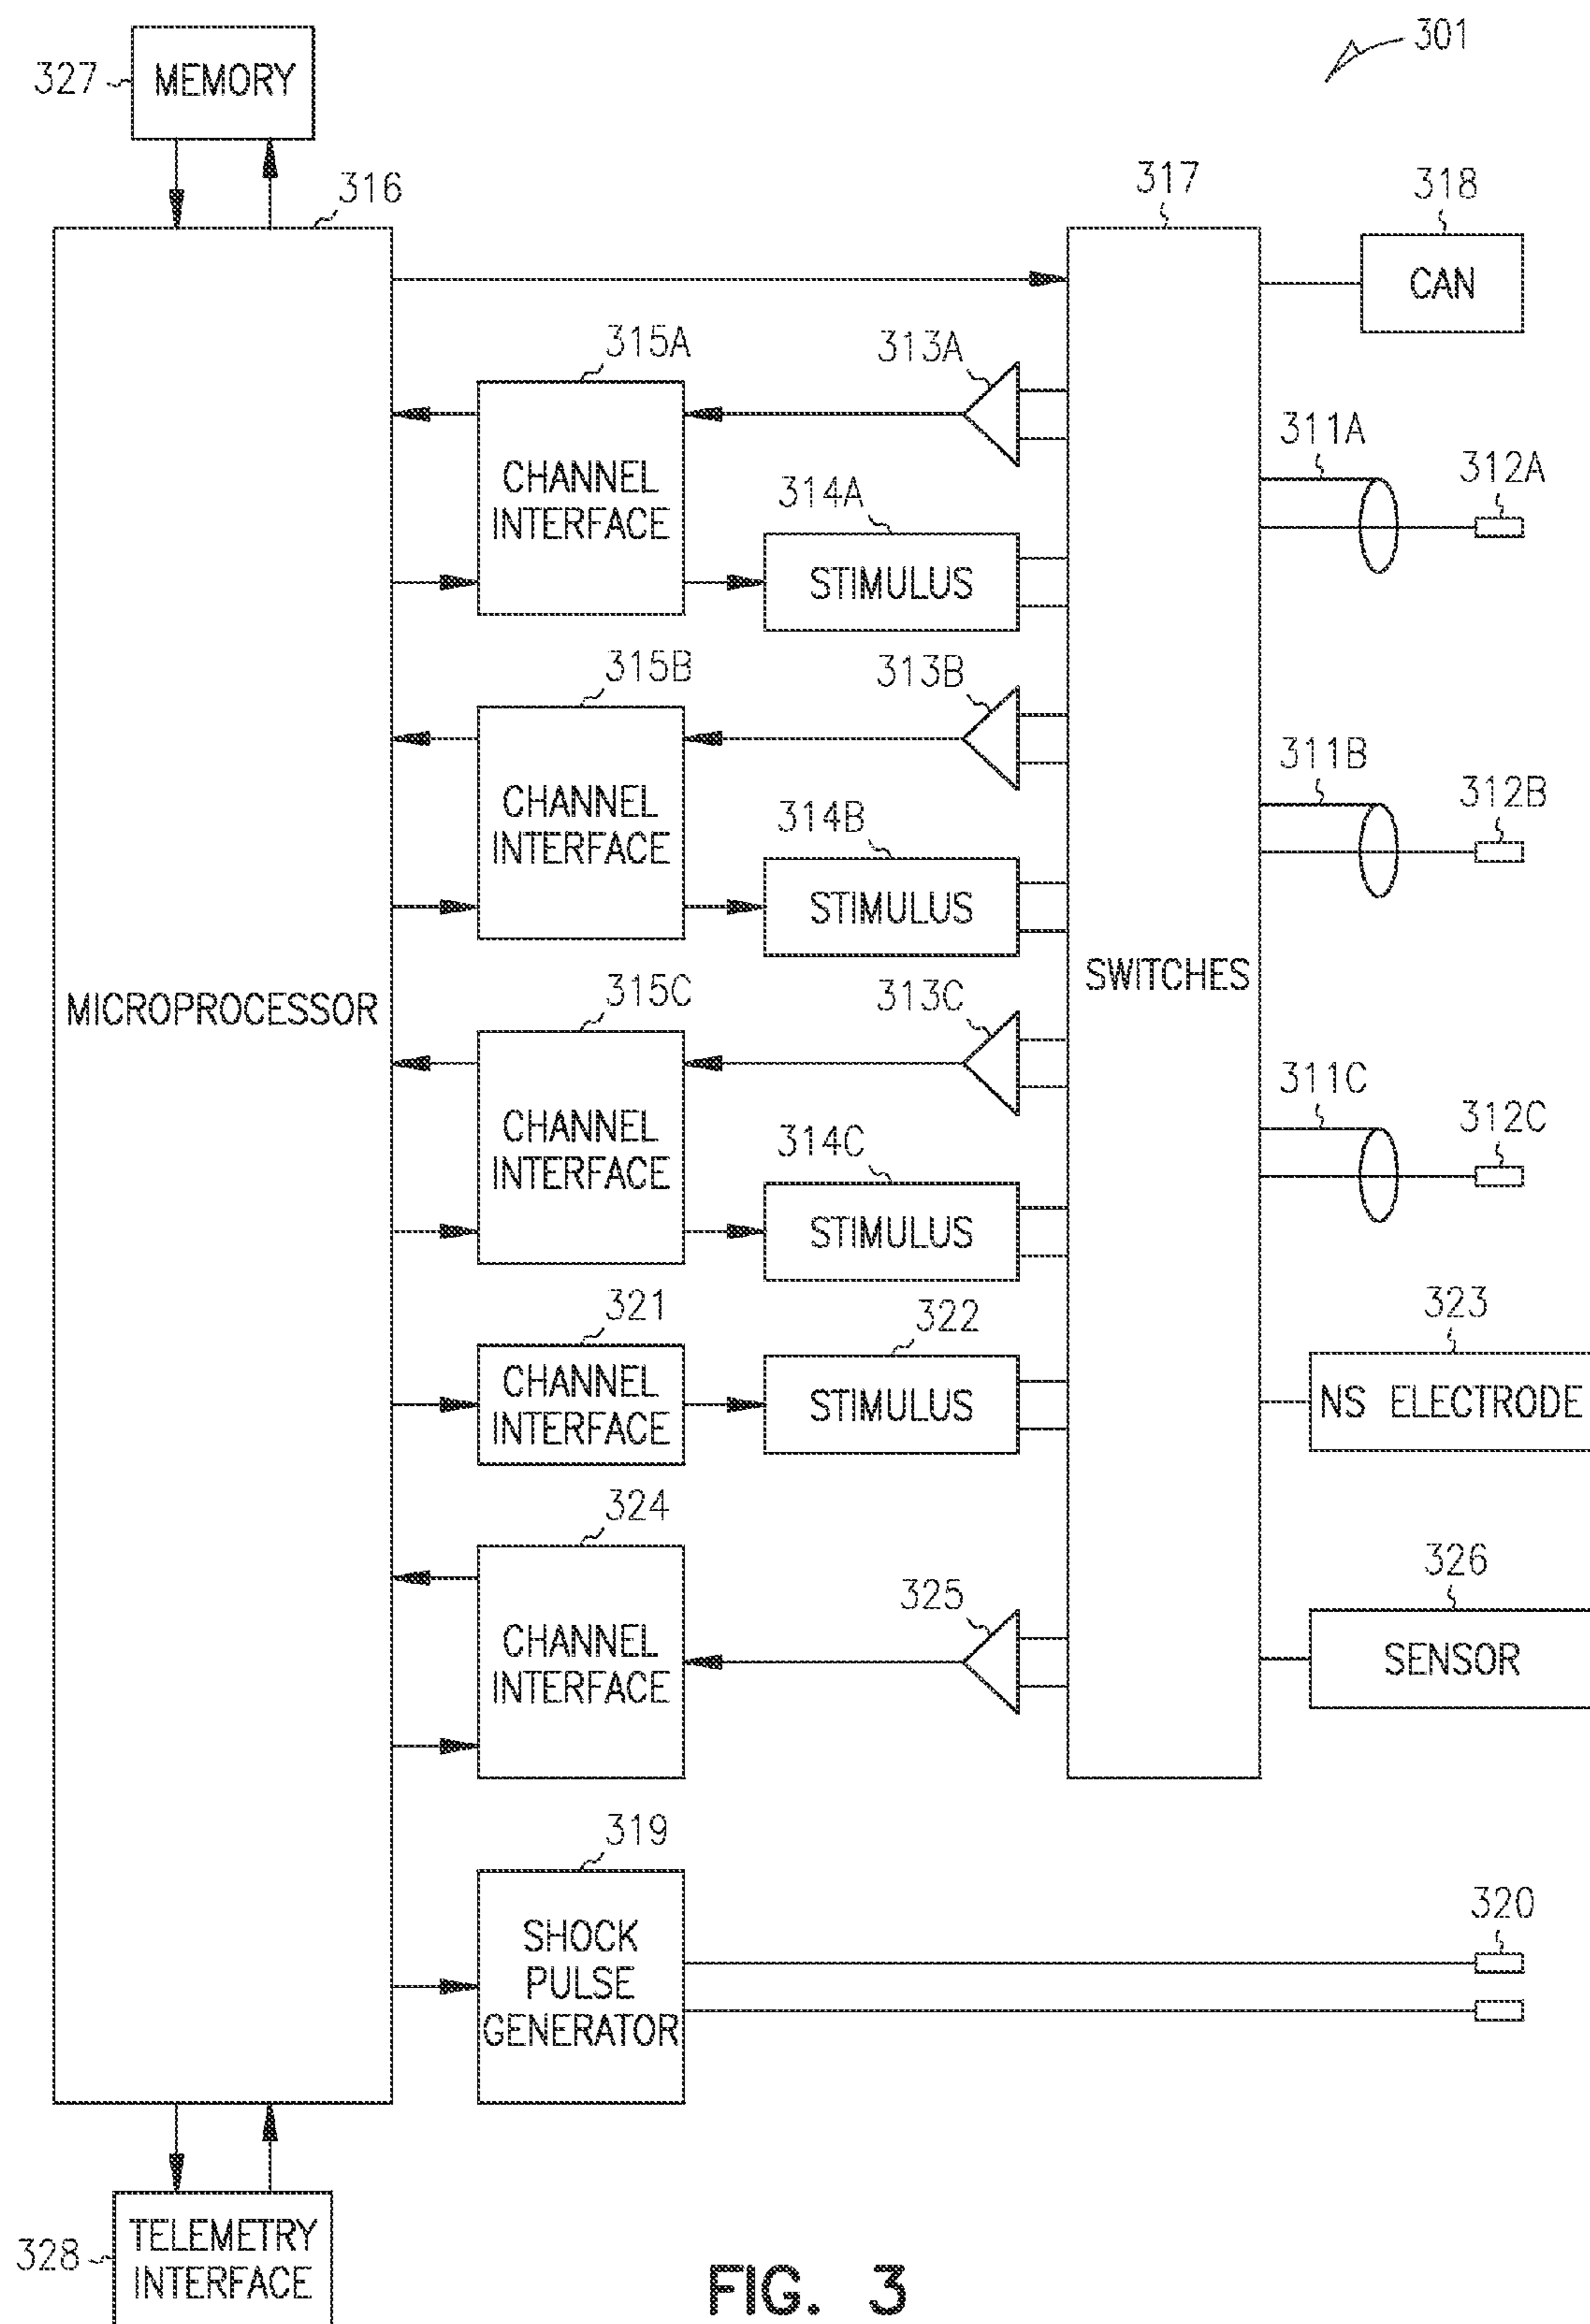 301
327
MEMORY
316
317
318
CAN
315A
313A
CHANNEL
INTERFACE
314A
STIMULUS
311A
312A
315B
313B
CHANNEL
INTERFACE
314B
STIMULUS
311B
312B
MICROPROCESSOR
SWITCHES
315C
313C
CHANNEL
INTERFACE
314C
STIMULUS
311C
312C
321
322
323
CHANNEL
INTERFACE
STIMULUS
NS ELECTRODE
324
325
326
CHANNEL
INTERFACE
SENSOR
319
SHOCK
PULSE
GENERATOR
320
328
TELEMETRY
INTERFACE
FIG. 3